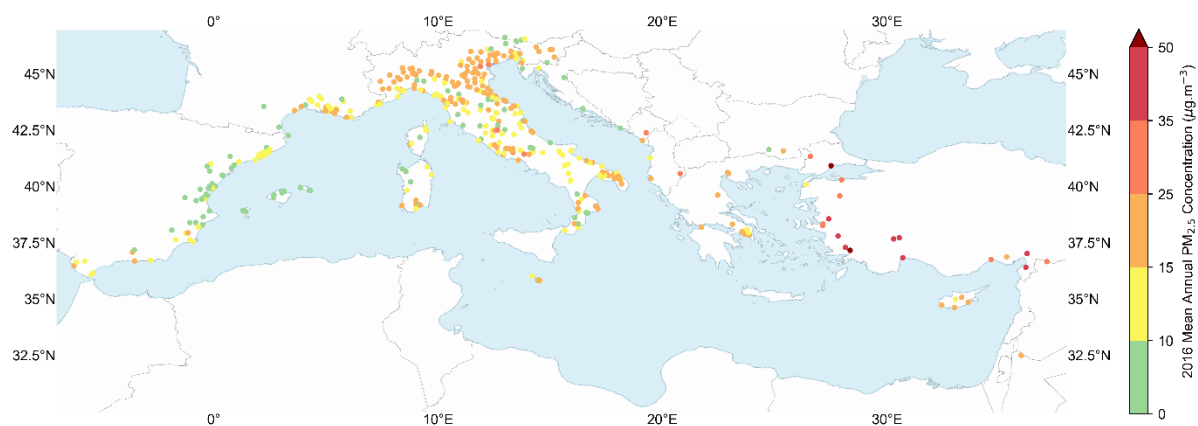 0° 10°E 20°E 30°E
45°N 45°N
42.5°N 42.5°N
40°N 40°N
37.5°N 37.5°N
35°N 35°N
32.5°N 32.5°N
0° 10°E 20°E 30°E
50
35
25
15
10
0
2016 Mean Annual PM2.5 Concentration (µg.m⁻³)